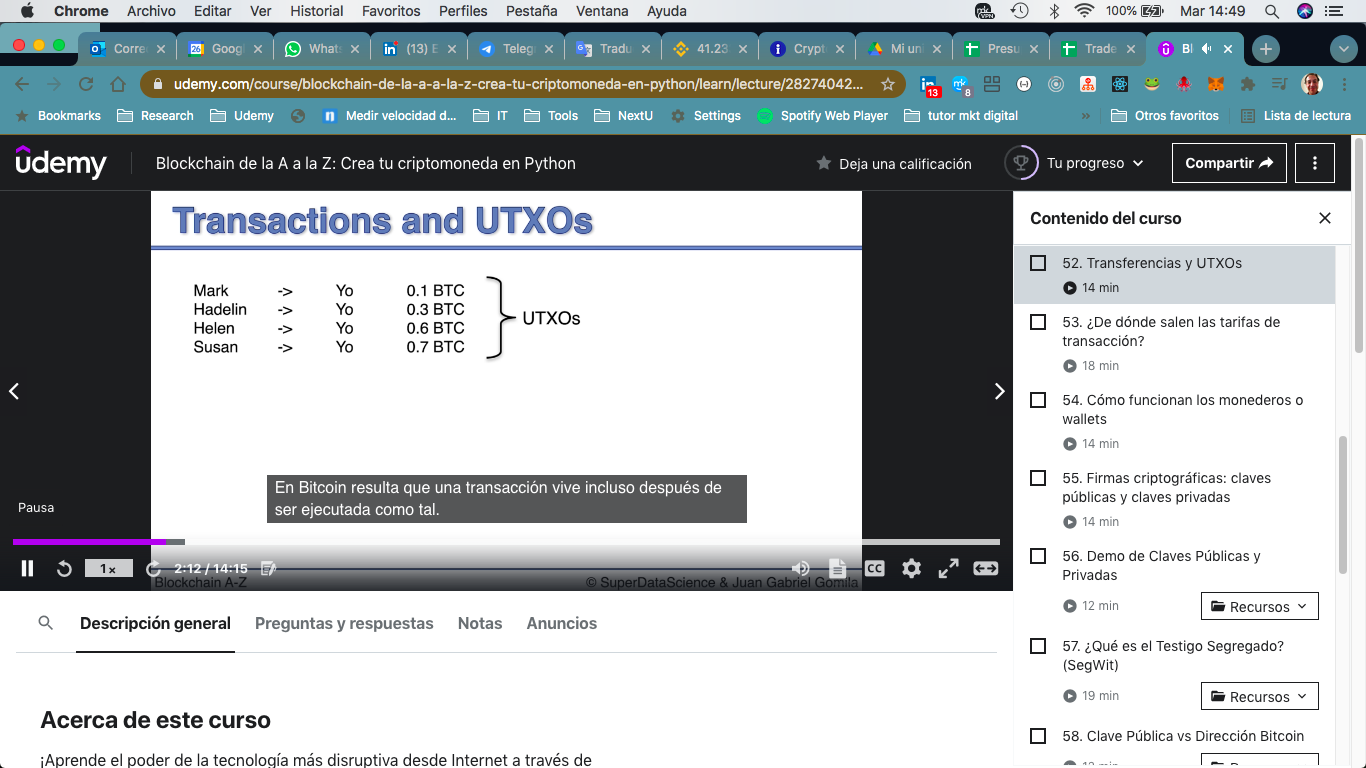 Chrome Archivo Editar Ver Historial Favoritos Perfiles Pestaña Ventana Ayuda 100% Mar 14:49
Corre 26 Googl Whats (13) E Teleg Tradu 41.23 Crypt Mi uni Presu Trade Bl
udemy.com/course/blockchain-de-la-a-a-la-z-crea-tu-criptomoneda-en-python/learn/lecture/28274042... 13 8
Bookmarks Research Udemy Medir velocidad d... IT Tools NextU Settings Spotify Web Player tutor mkt digital » Otros favoritos Lista de lectura
udemy Blockchain de la A a la Z: Crea tu criptomoneda en Python Deja una calificación Tu progreso Compartir
Transactions and UTXOs
Mark -> Yo 0.1 BTC
Hadelin -> Yo 0.3 BTC
Helen -> Yo 0.6 BTC
Susan -> Yo 0.7 BTC
UTXOs
En Bitcoin resulta que una transacción vive incluso después de
ser ejecutada como tal.
Pausa
1x 2:12 / 14:15 CC
Blockchain A-Z © SuperDataScience & Juan Gabriel Gomila
Descripción general Preguntas y respuestas Notas Anuncios
Acerca de este curso
¡Aprende el poder de la tecnología más disruptiva desde Internet a través de
Contenido del curso
52. Transferencias y UTXOs
14 min
53. ¿De dónde salen las tarifas de
transacción?
18 min
54. Cómo funcionan los monederos o
wallets
14 min
55. Firmas criptográficas: claves
públicas y claves privadas
14 min
56. Demo de Claves Públicas y
Privadas
12 min Recursos
57. ¿Qué es el Testigo Segregado?
(SegWit)
19 min Recursos
58. Clave Pública vs Dirección Bitcoin